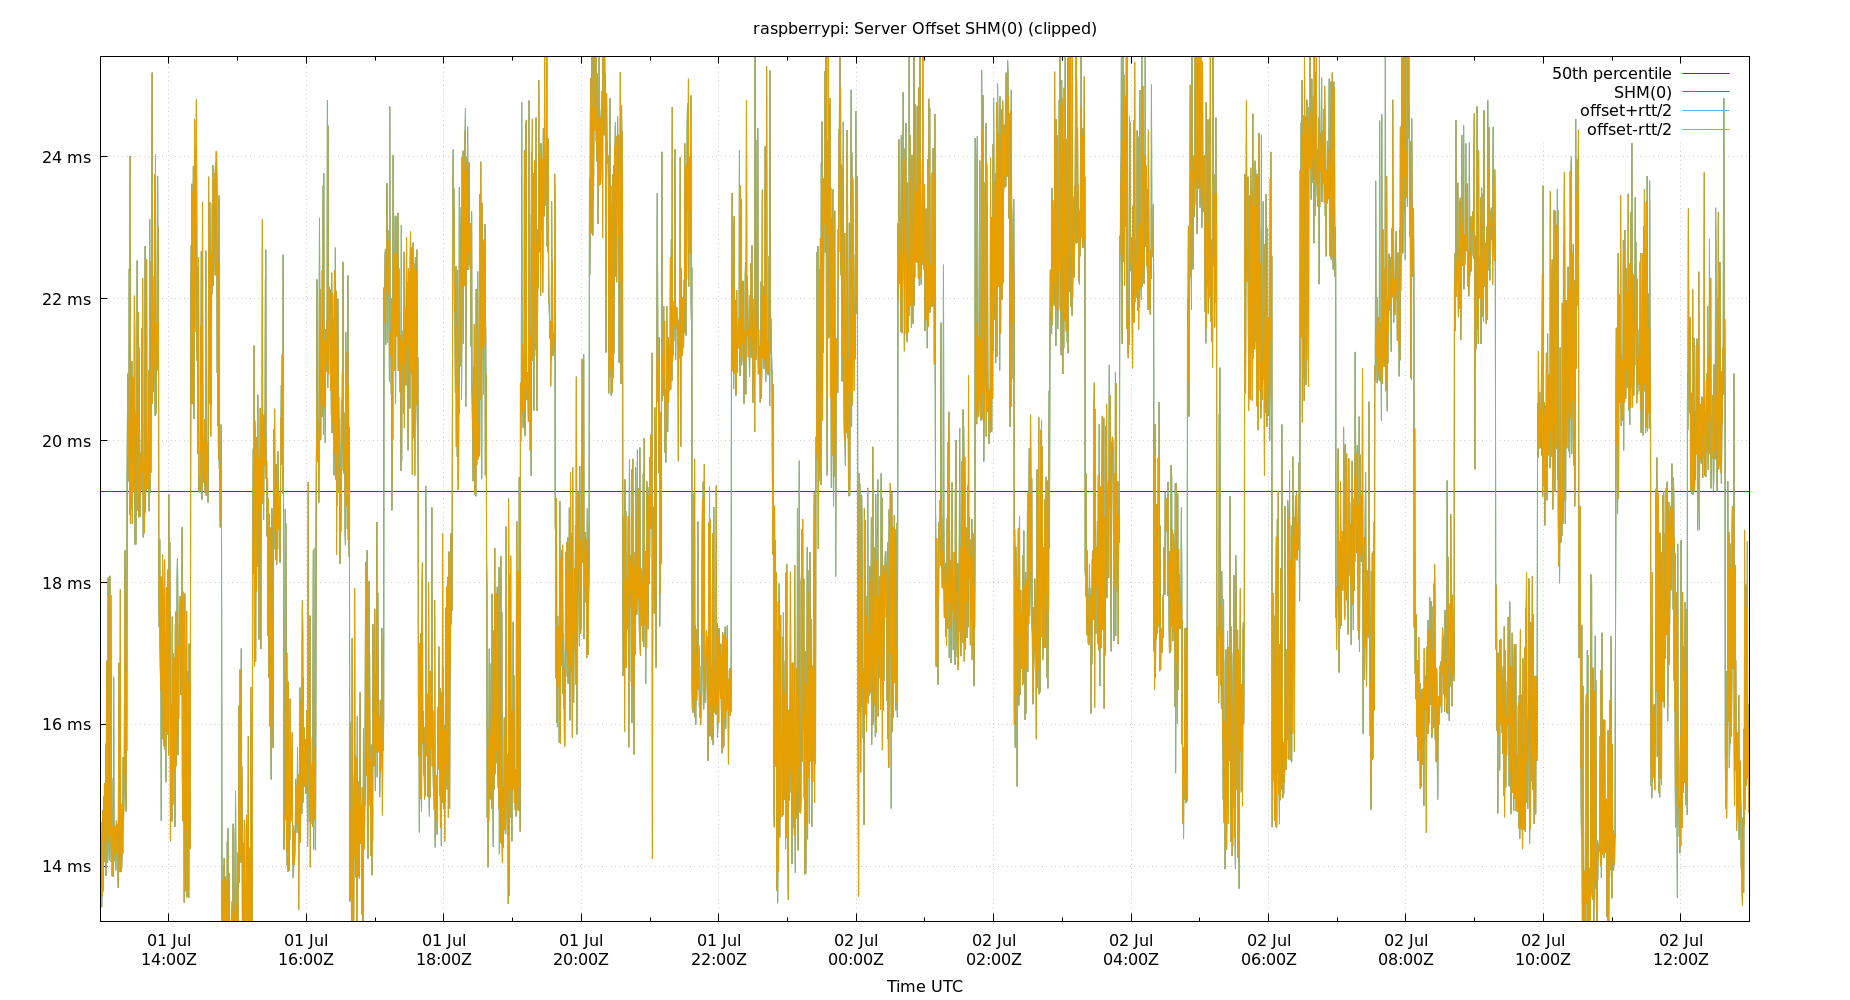 raspberrypi: Server Offset SHM(0) (clipped)
50th percentile
SHM(0)
offset+rtt/2
offset-rtt/2
24 ms
22 ms
20 ms
18 ms
16 ms
14 ms
01 Jul 01 Jul 01 Jul 01 Jul 01 Jul 02 Jul 02 Jul 02 Jul 02 Jul 02 Jul 02 Jul 02 Jul
14:00Z 16:00Z 18:00Z 20:00Z 22:00Z 00:00Z 02:00Z 04:00Z 06:00Z 08:00Z 10:00Z 12:00Z
Time UTC